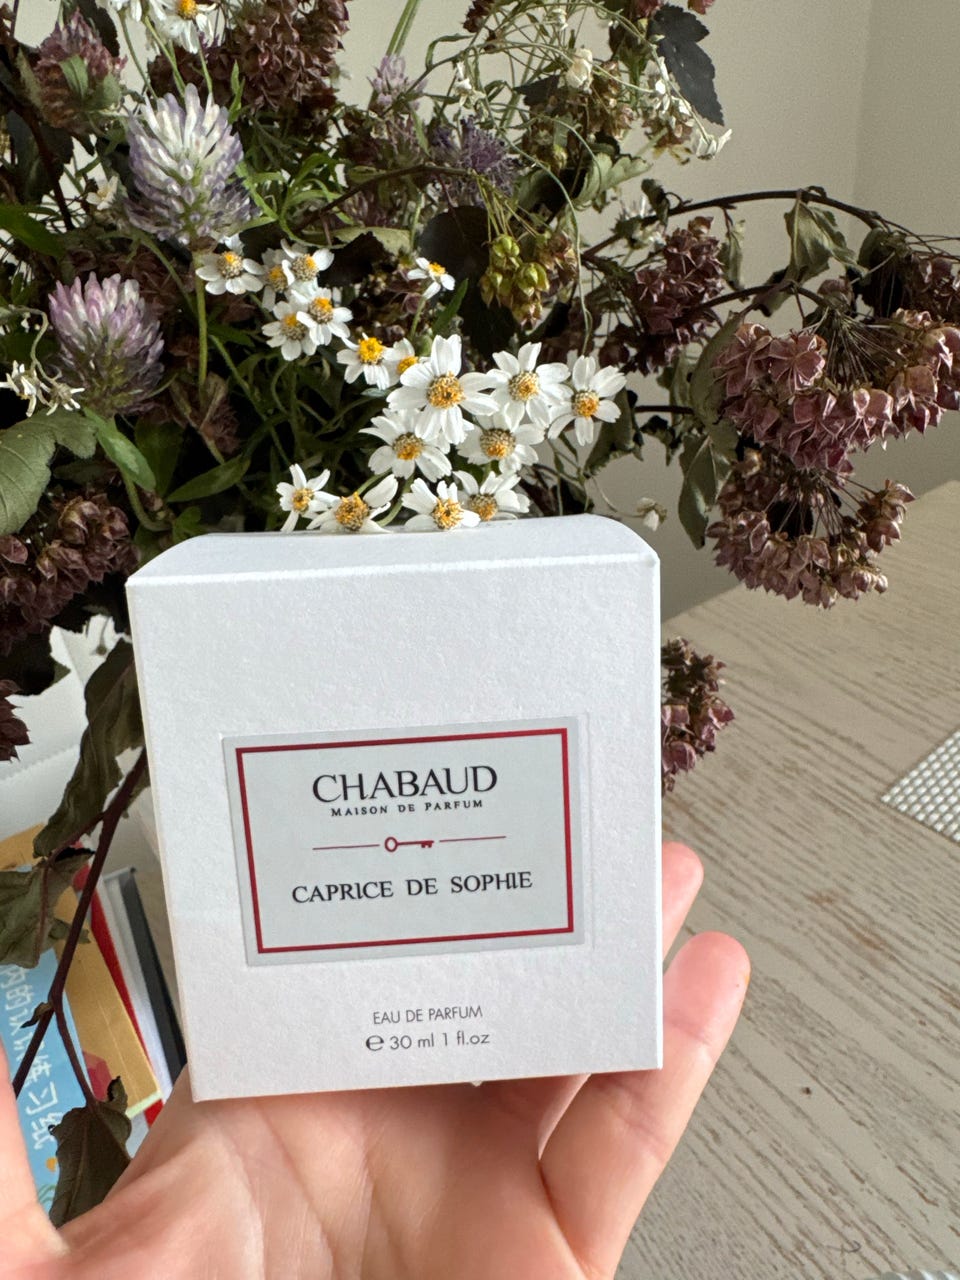 CHABAUD
MAISON DE PARFUM
CAPRICE DE SOPHIE
EAU DE PARFUM
℮ 30 ml 1 fl.oz